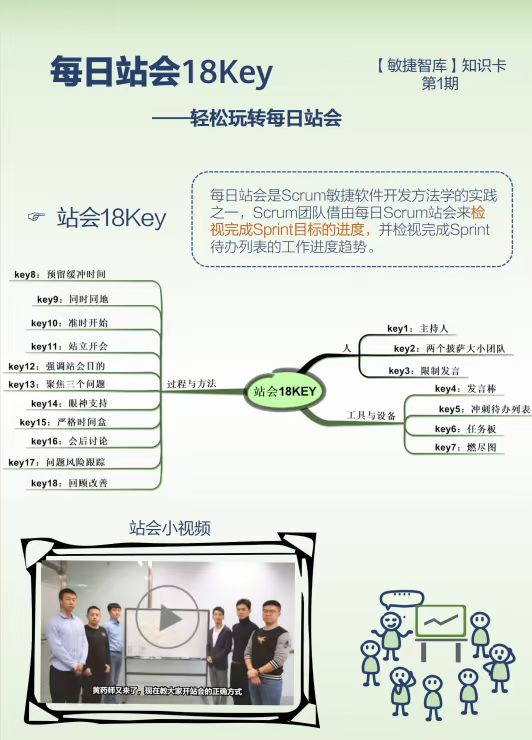 每日站会18Key
【敏捷智库】知识卡
第1期
——轻松玩转每日站会
☞ 站会18Key
每日站会是Scrum敏捷软件开发方法学的实践
之一，Scrum团队借由每日Scrum站会来检
视完成Sprint目标的进度，并检视完成Sprint
待办列表的工作进度趋势。
key8：预留缓冲时间
key9：同时同地
key10：准时开始
key11：站立开会
key12：强调站会目的
key13：聚焦三个问题
key14：眼神支持
key15：严格时间盒
key16：会后讨论
key17：问题风险跟踪
key18：回顾改善
过程与方法
站会18KEY
人
key1：主持人
key2：两个披萨大小团队
key3：限制发言
工具与设备
key4：发言棒
key5：冲刺待办列表
key6：任务板
key7：燃尽图
站会小视频
黄药师又来了，现在教大家开站会的正确方式